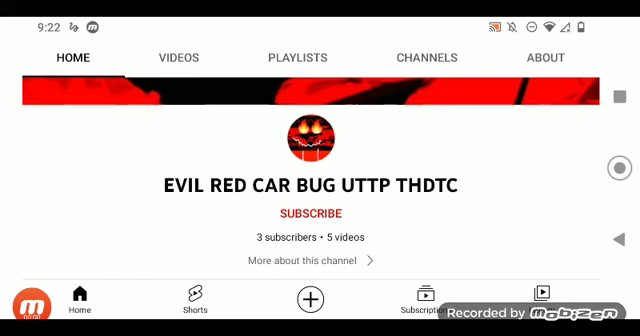 9:22
HOME VIDEOS PLAYLISTS CHANNELS ABOUT
EVIL RED CAR BUG UTTP THDTC
SUBSCRIBE
3 subscribers • 5 videos
More about this channel
Home Shorts Subscription
Recorded by MOBIZEN